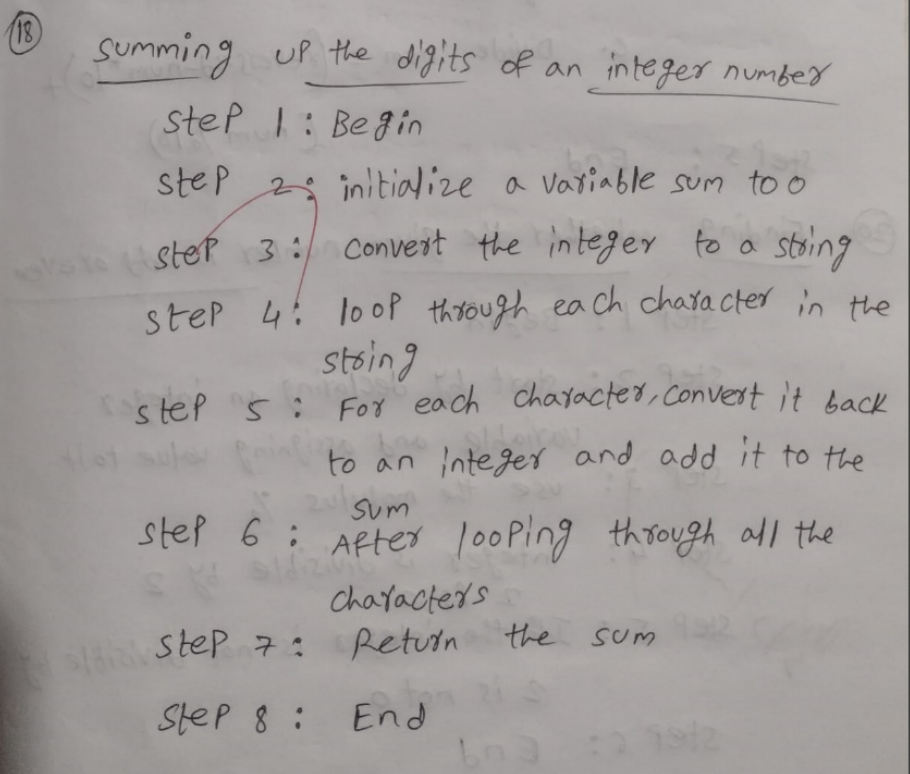 18
Summing up the digits of an integer number
Step 1 : Begin
Step 2 : initialize a variable sum to 0
Step 3 : convert the integer to a string
Step 4 : loop through each character in the
string
Step 5 : For each character, convert it back
to an integer and add it to the
sum
Step 6 : After looping through all the
characters
Step 7 : Return the sum
Step 8 : End